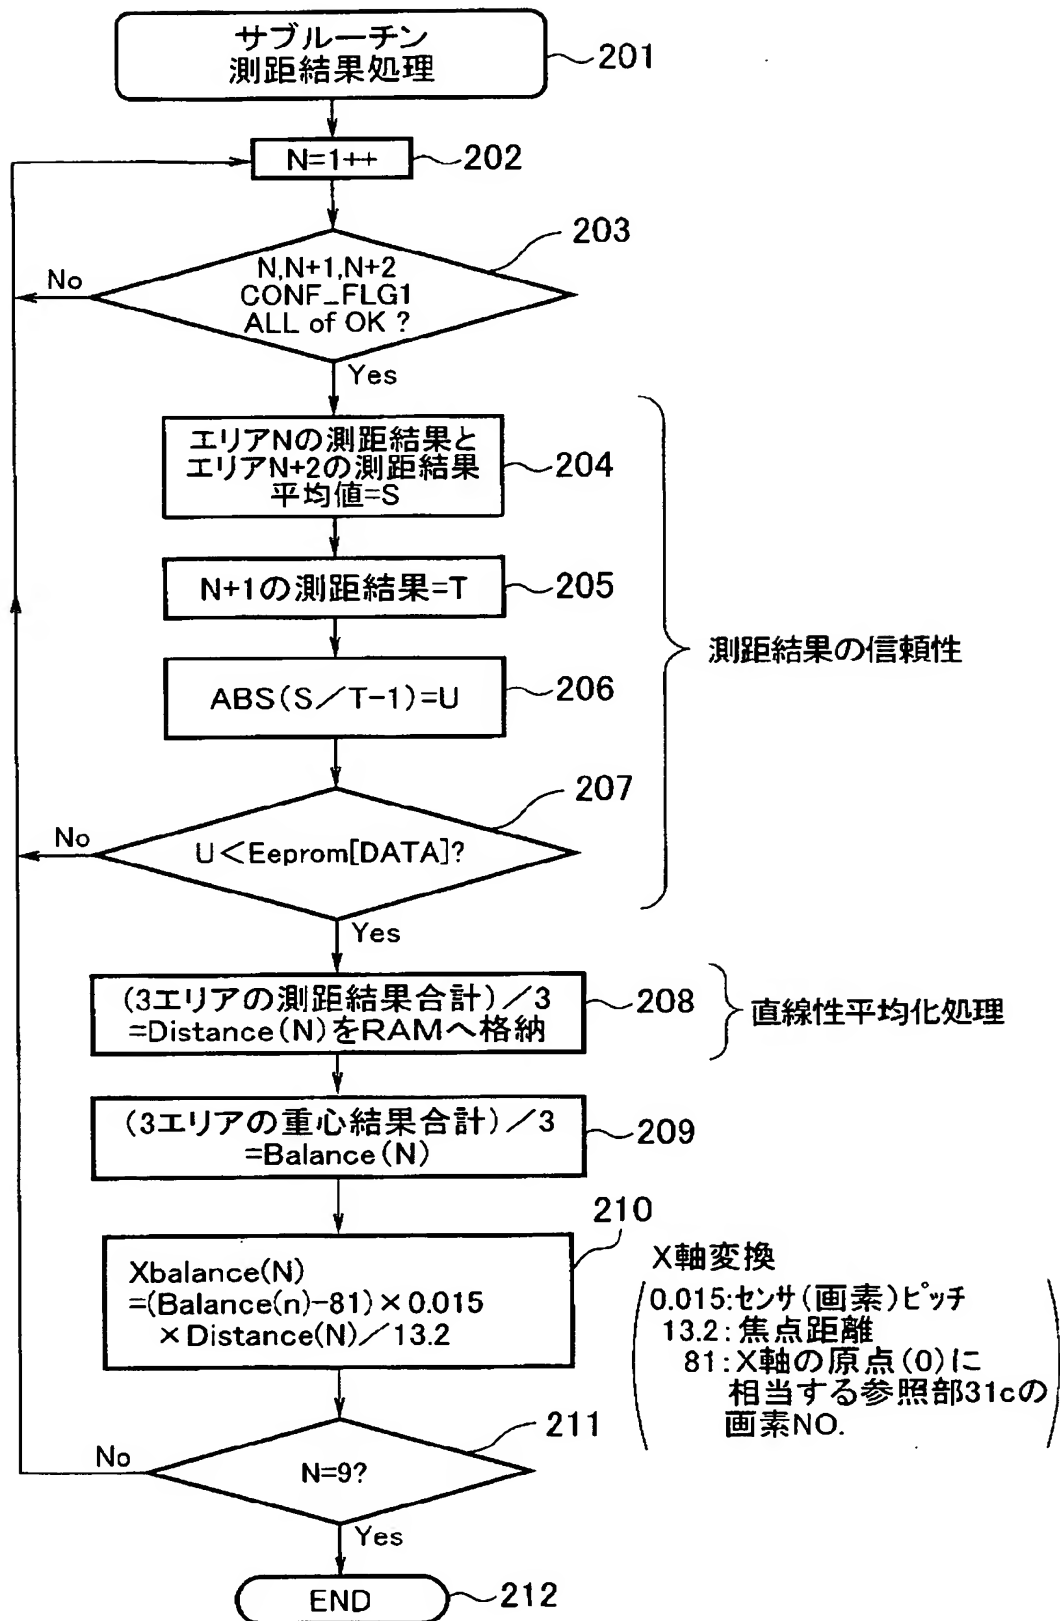 サブルーチン
測距結果処理
201
N=1++
202
203
No
N,N+1,N+2
CONF_FLG1
ALL of OK ?
Yes
エリアNの測距結果と
エリアN+2の測距結果
平均値=S
204
N+1の測距結果=T
205
測距結果の信頼性
ABS(S/T-1)=U
206
207
No
U<Eeprom[DATA]?
Yes
(3エリアの測距結果合計)/3
=Distance(N)をRAMへ格納
208
直線性平均化処理
(3エリアの重心結果合計)/3
=Balance(N)
209
210
Xbalance(N)
=(Balance(n)-81)×0.015
×Distance(N)/13.2
X軸変換
0.015:センサ(画素)ピッチ
13.2:焦点距離
81:X軸の原点(0)に
相当する参照部31cの
画素NO.
211
No
N=9?
Yes
END
212